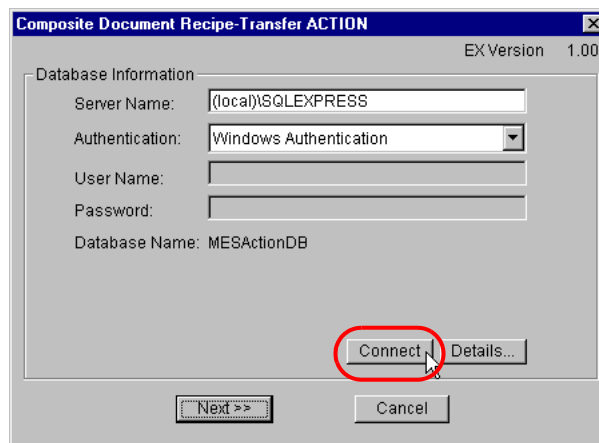 Composite Document Recipe-Transfer ACTION
EX Version 1.00
Database Information
Server Name: (local)\SQLEXPRESS
Authentication: Windows Authentication
User Name:
Password:
Database Name: MESActionDB
Connect Details...
Next >> Cancel